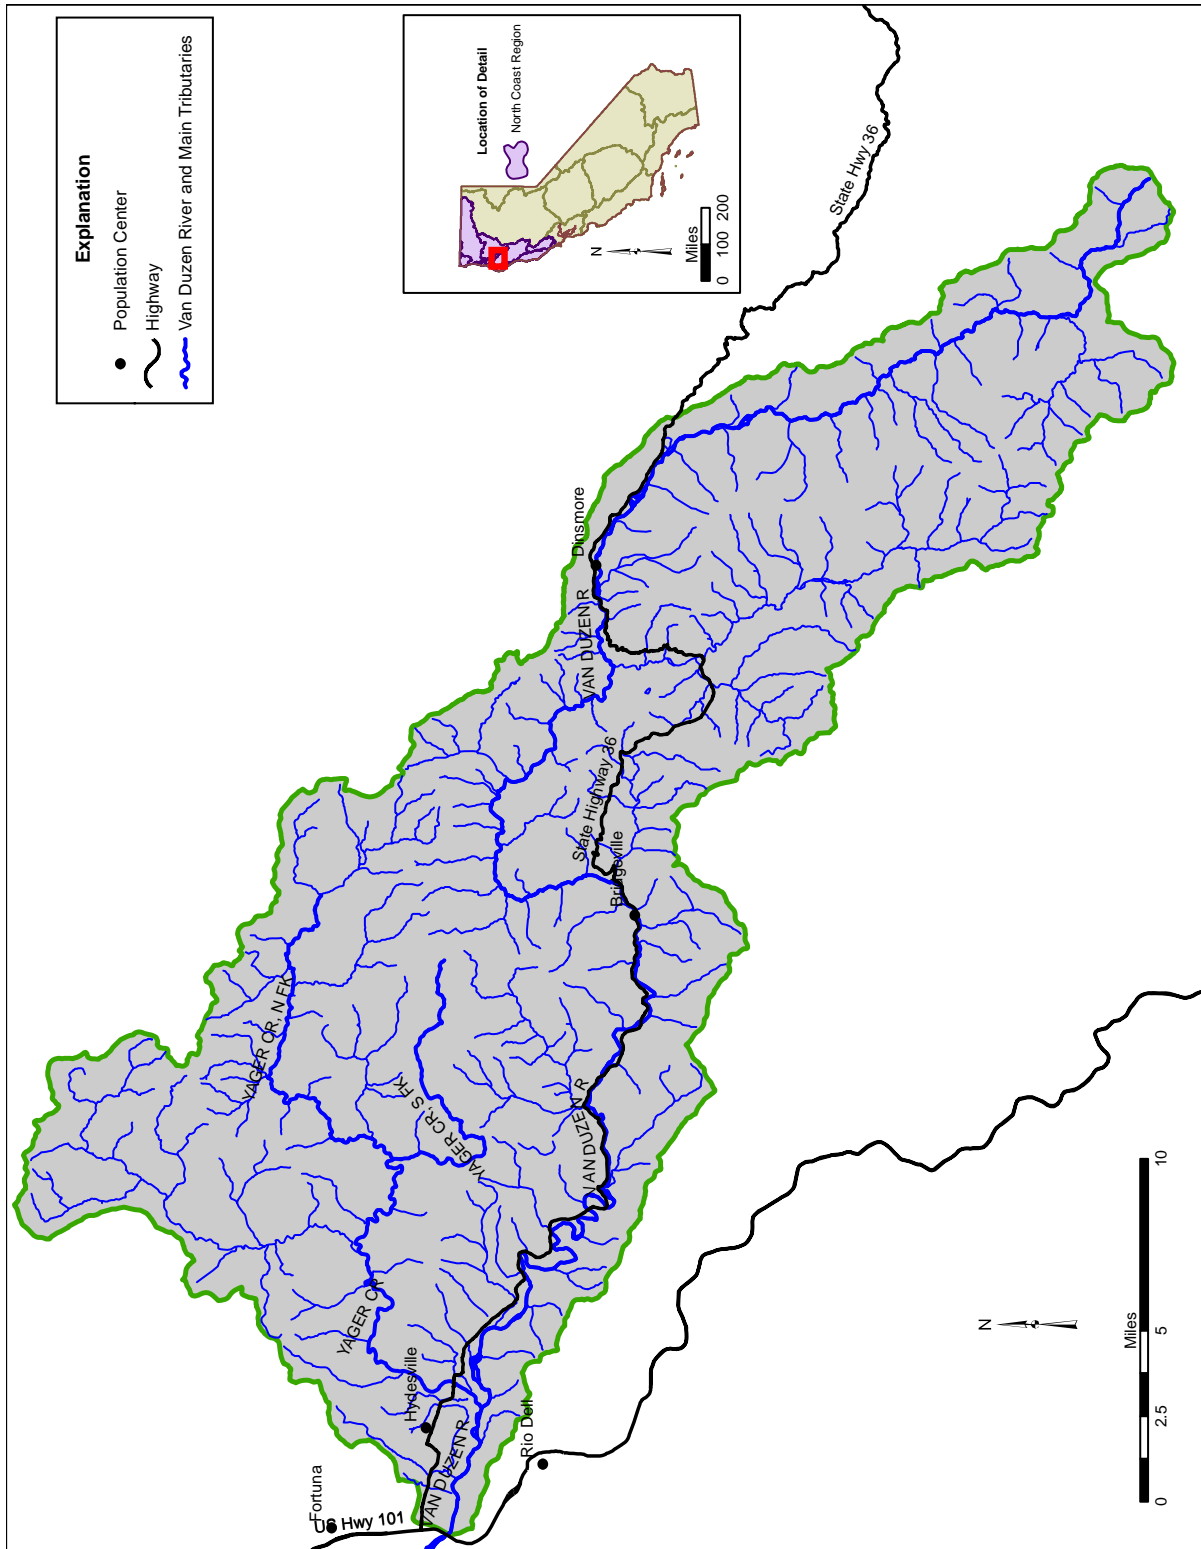 Explanation
Population Center
Highway
Van Duzen River and Main Tributaries
Location of Detail
North Coast Region
N
Miles
0 100 200
State Hwy 36
Dinsmore
VAN DUZEN R
State Highway 36
Bridgeville
YAGER CR, N FK
YAGER CR, S FK
VAN DUZEN R
YAGER CR
Hydesville
VAN DUZEN R
Rio Dell
Fortuna
US Hwy 101
N
Miles
0 2.5 5 10